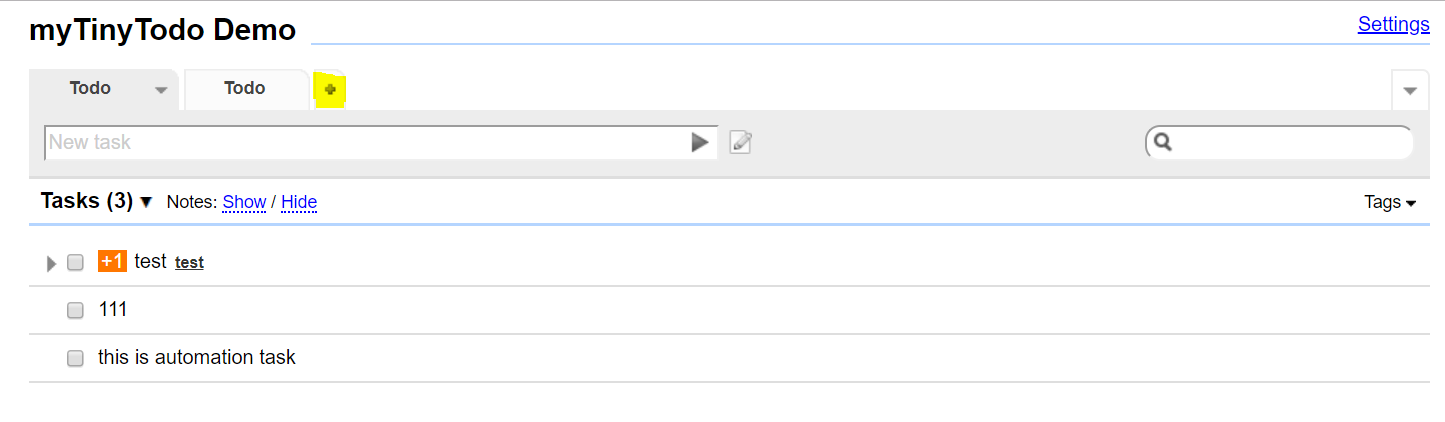 myTinyTodo Demo
Settings
Todo
Todo
New task
Tasks (3) Notes: Show / Hide
Tags
+1 test test
111
this is automation task